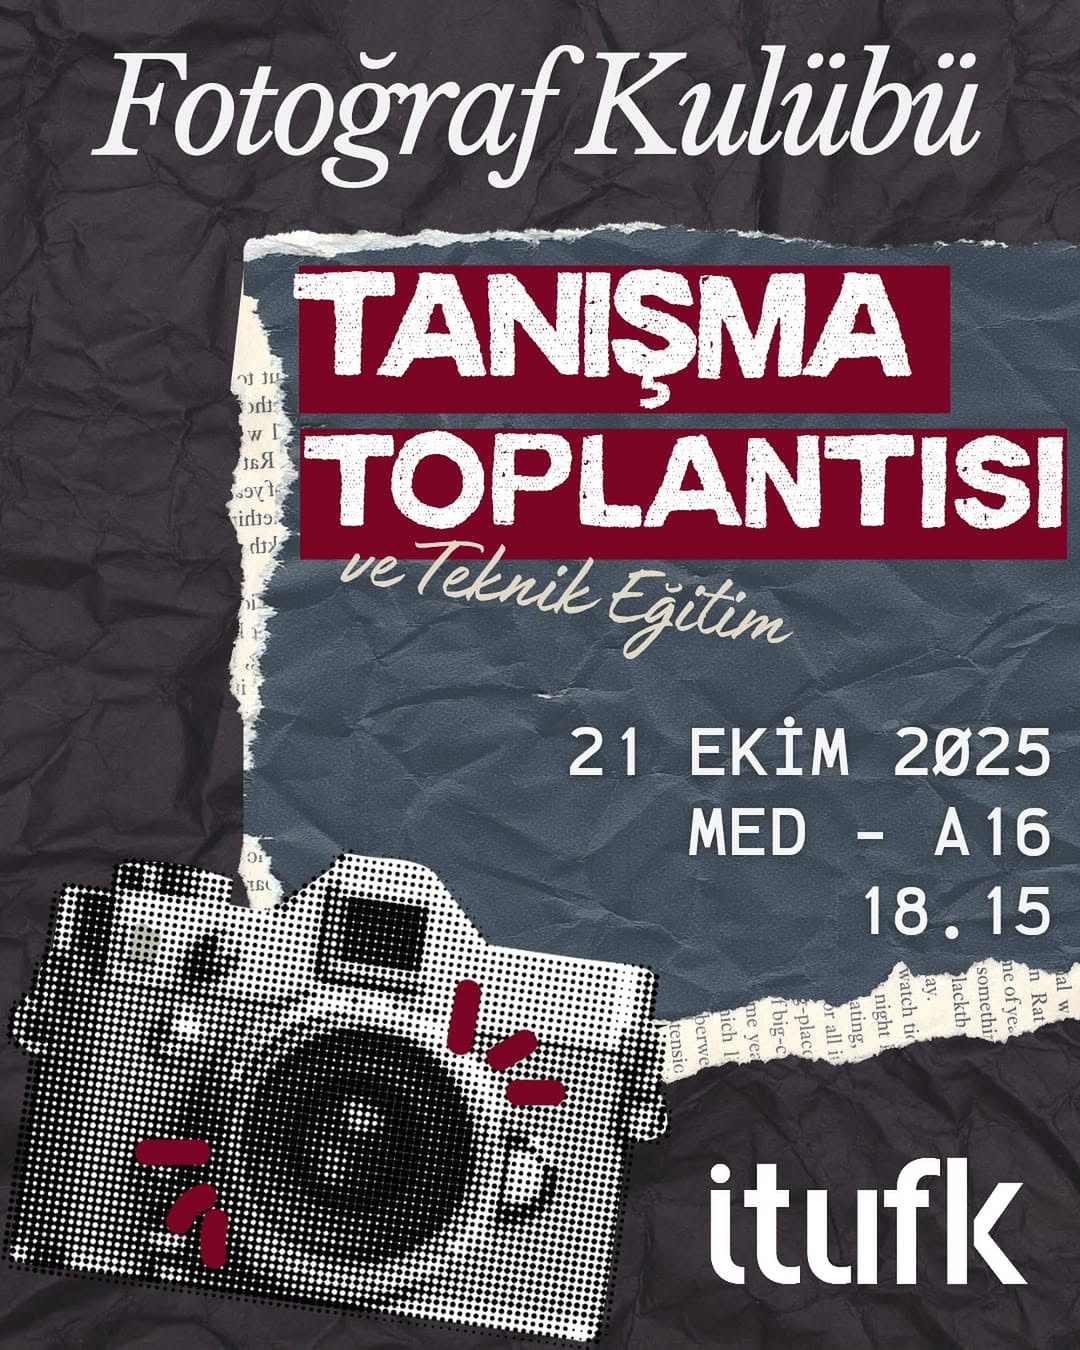 Fotoğraf Kulübü
TANIŞMA
TOPLANTISI
ve Teknik Eğitim
21 EKİM 2025
MED - A16
18.15
itufk